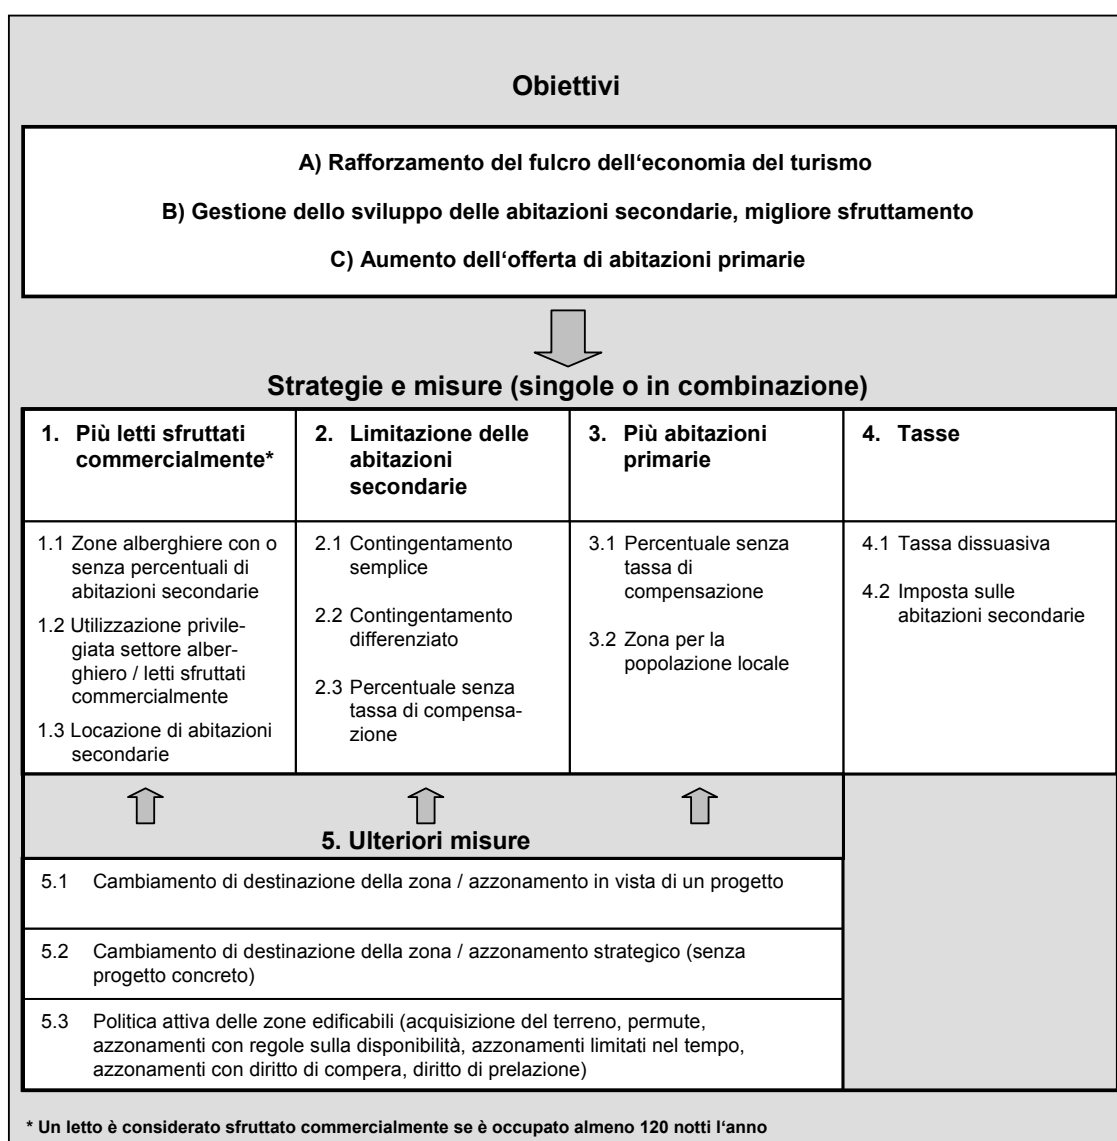 Obiettivi
A) Rafforzamento del fulcro dell‘economia del turismo
B) Gestione dello sviluppo delle abitazioni secondarie, migliore sfruttamento
C) Aumento dell‘offerta di abitazioni primarie
Strategie e misure (singole o in combinazione)
1. Più letti sfruttati
commercialmente*
2. Limitazione delle
abitazioni
secondarie
3. Più abitazioni
primarie
4. Tasse
1.1 Zone alberghiere con o
senza percentuali di
abitazioni secondarie
1.2 Utilizzazione privile-
giata settore alber-
ghiero / letti sfruttati
commercialmente
1.3 Locazione di abitazioni
secondarie
2.1 Contingentamento
semplice
2.2 Contingentamento
differenziato
2.3 Percentuale senza
tassa di compensa-
zione
3.1 Percentuale senza
tassa di
compensazione
3.2 Zona per la
popolazione locale
4.1 Tassa dissuasiva
4.2 Imposta sulle
abitazioni secondarie
5. Ulteriori misure
5.1 Cambiamento di destinazione della zona / azzonamento in vista di un progetto
5.2 Cambiamento di destinazione della zona / azzonamento strategico (senza
progetto concreto)
5.3 Politica attiva delle zone edificabili (acquisizione del terreno, permute,
azzonamenti con regole sulla disponibilità, azzonamenti limitati nel tempo,
azzonamenti con diritto di compera, diritto di prelazione)
* Un letto è considerato sfruttato commercialmente se è occupato almeno 120 notti l‘anno